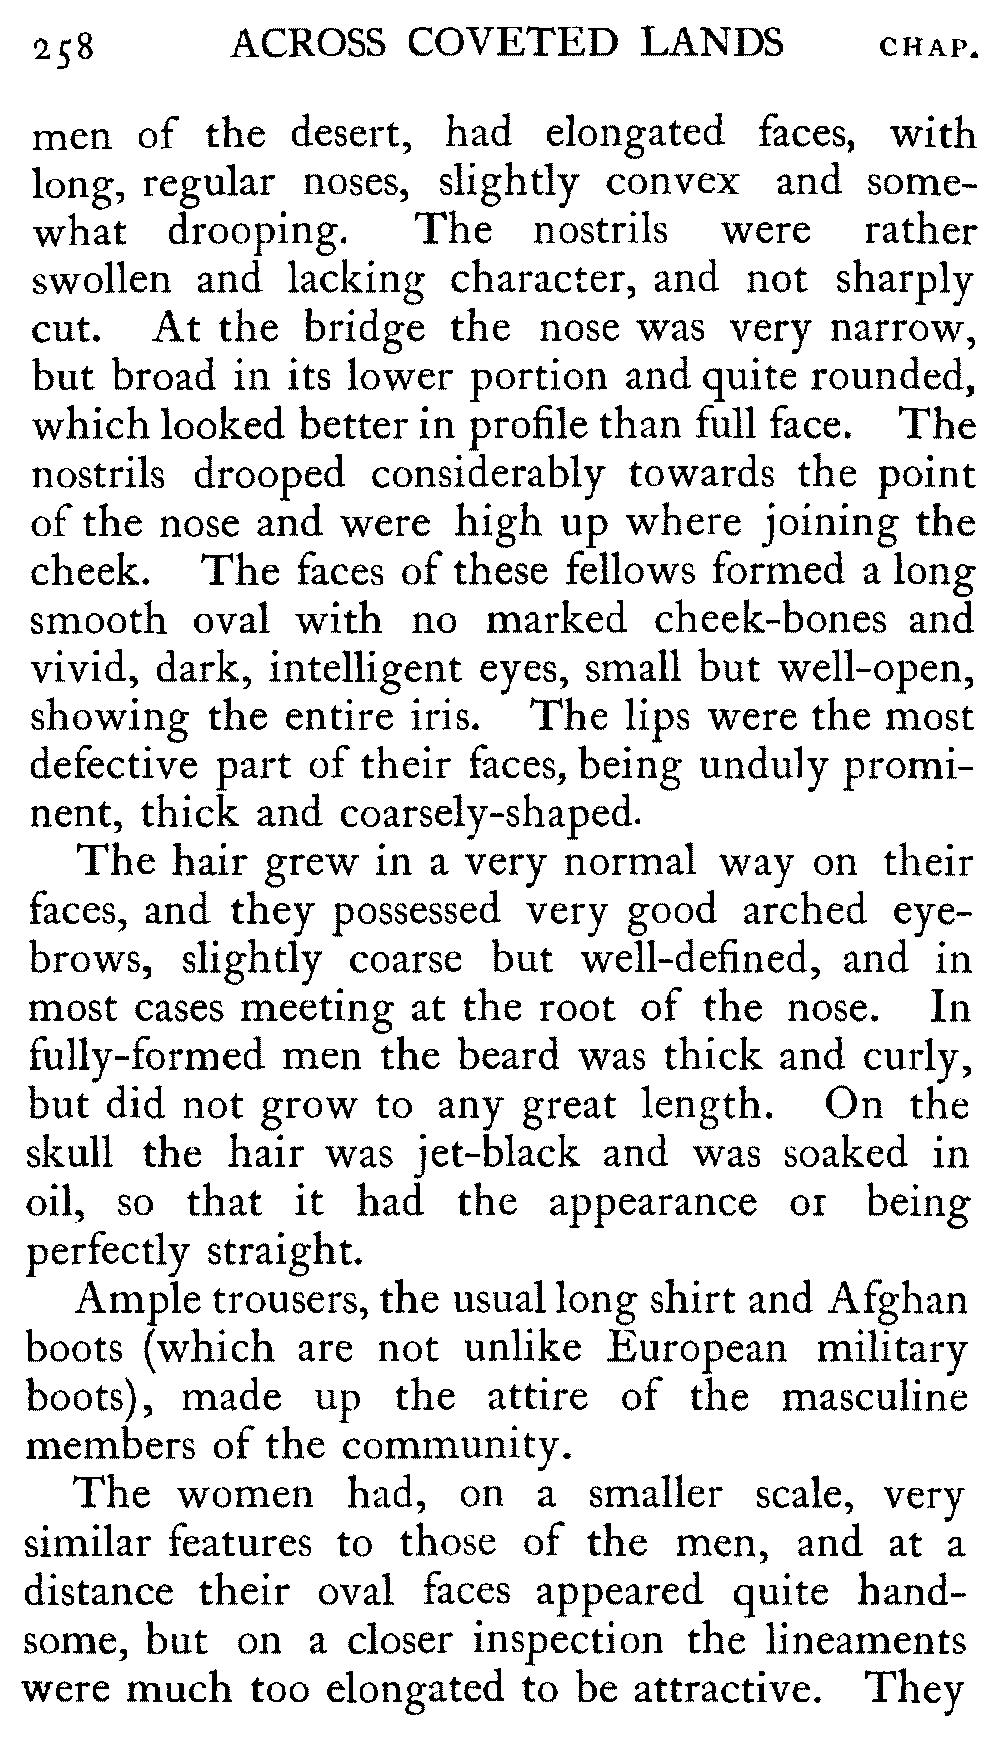 258 ACROSS COVETED LANDS CHAP.
men of the desert, had elongated faces, with
long, regular noses, slightly convex and some-
what drooping. The nostrils were rather
swollen and lacking character, and not sharply
cut. At the bridge the nose was very narrow,
but broad in its lower portion and quite rounded,
which looked better in profile than full face. The
nostrils drooped considerably towards the point
of the nose and were high up where joining the
cheek. The faces of these fellows formed a long
smooth oval with no marked cheek-bones and
vivid, dark, intelligent eyes, small but well-open,
showing the entire iris. The lips were the most
defective part of their faces, being unduly promi-
nent, thick and coarsely-shaped.
The hair grew in a very normal way on their
faces, and they possessed very good arched eye-
brows, slightly coarse but well-defined, and in
most cases meeting at the root of the nose. In
fully-formed men the beard was thick and curly,
but did not grow to any great length. On the
skull the hair was jet-black and was soaked in
oil, so that it had the appearance or being
perfectly straight.
Ample trousers, the usual long shirt and Afghan
boots (which are not unlike European military
boots), made up the attire of the masculine
members of the community.
The women had, on a smaller scale, very
similar features to those of the men, and at a
distance their oval faces appeared quite hand-
some, but on a closer inspection the lineaments
were much too elongated to be attractive. They